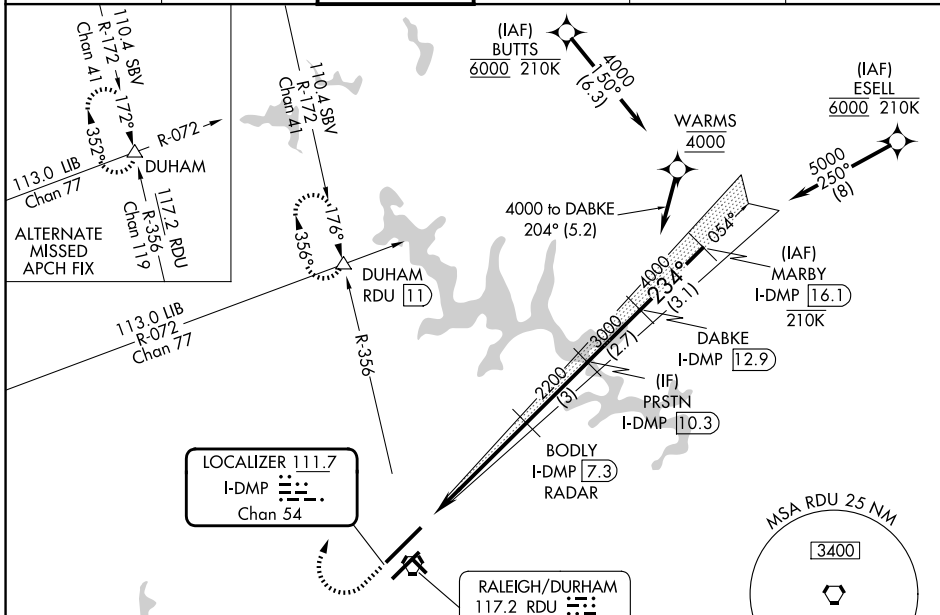 110.4 SBV
R-172
Chan 41
172°
352°
R-072
DUHAM
113.0 LIB
Chan 77
117.2 RDU
R-356
Chan 119
ALTERNATE
MISSED
APCH FIX
110.4 SBV
R-172
Chan 41
176°
356°
DUHAM
RDU 11
113.0 LIB
R-072
Chan 77
R-356
(IAF)
BUTTS
6000 210K
4000
150°
(6.3)
WARMS
4000
4000 to DABKE
204° (5.2)
(IAF)
ESELL
6000 210K
5000
250°
(8)
054°
(IAF)
MARBY
I-DMP 16.1
210K
4000
234°
(3.1)
DABKE
I-DMP 12.9
3000
(2.7)
(IF)
PRSTN
I-DMP 10.3
2200
(3)
BODLY
I-DMP 7.3
RADAR
LOCALIZER 111.7
I-DMP
Chan 54
RALEIGH/DURHAM
117.2 RDU
MSA RDU 25 NM
3400